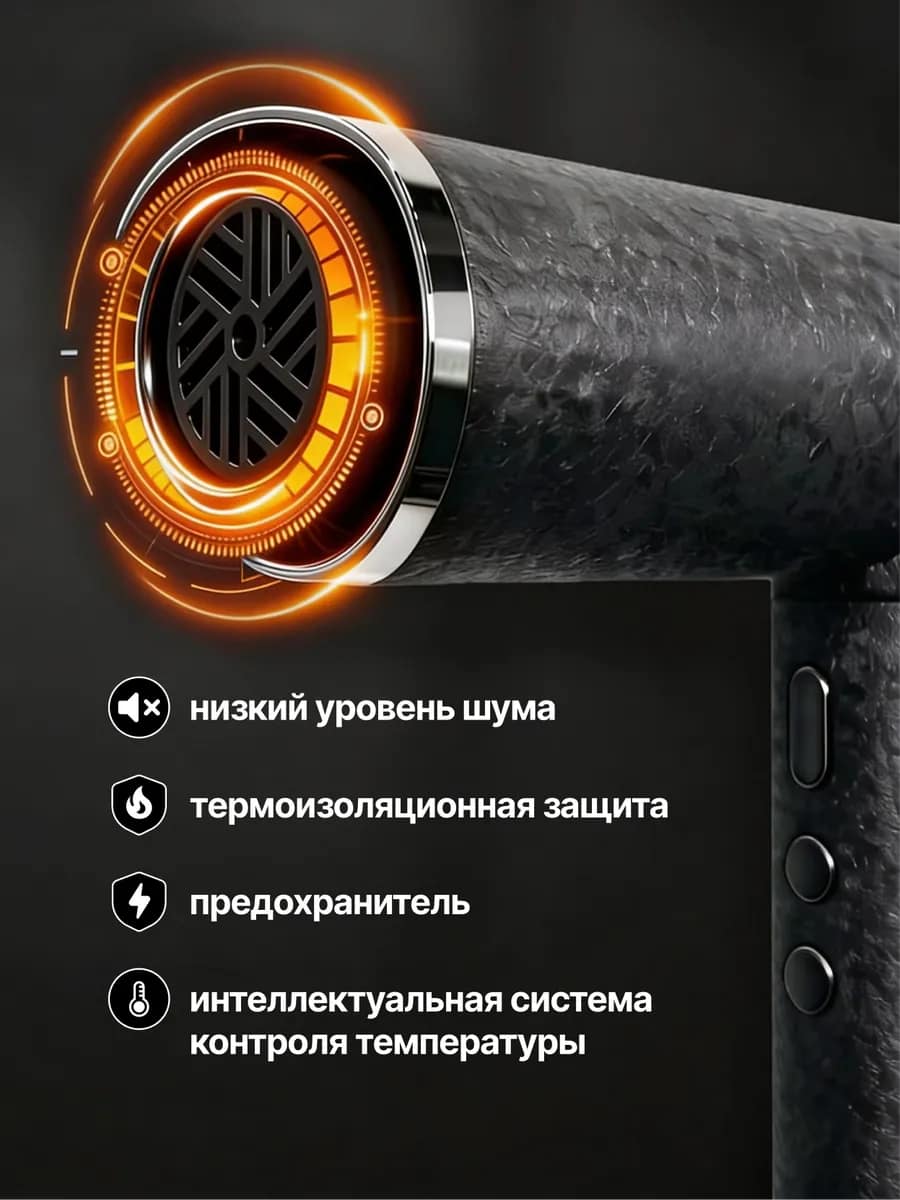 низкий уровень шума
термоизоляционная защита
предохранитель
интеллектуальная система
контроля температуры